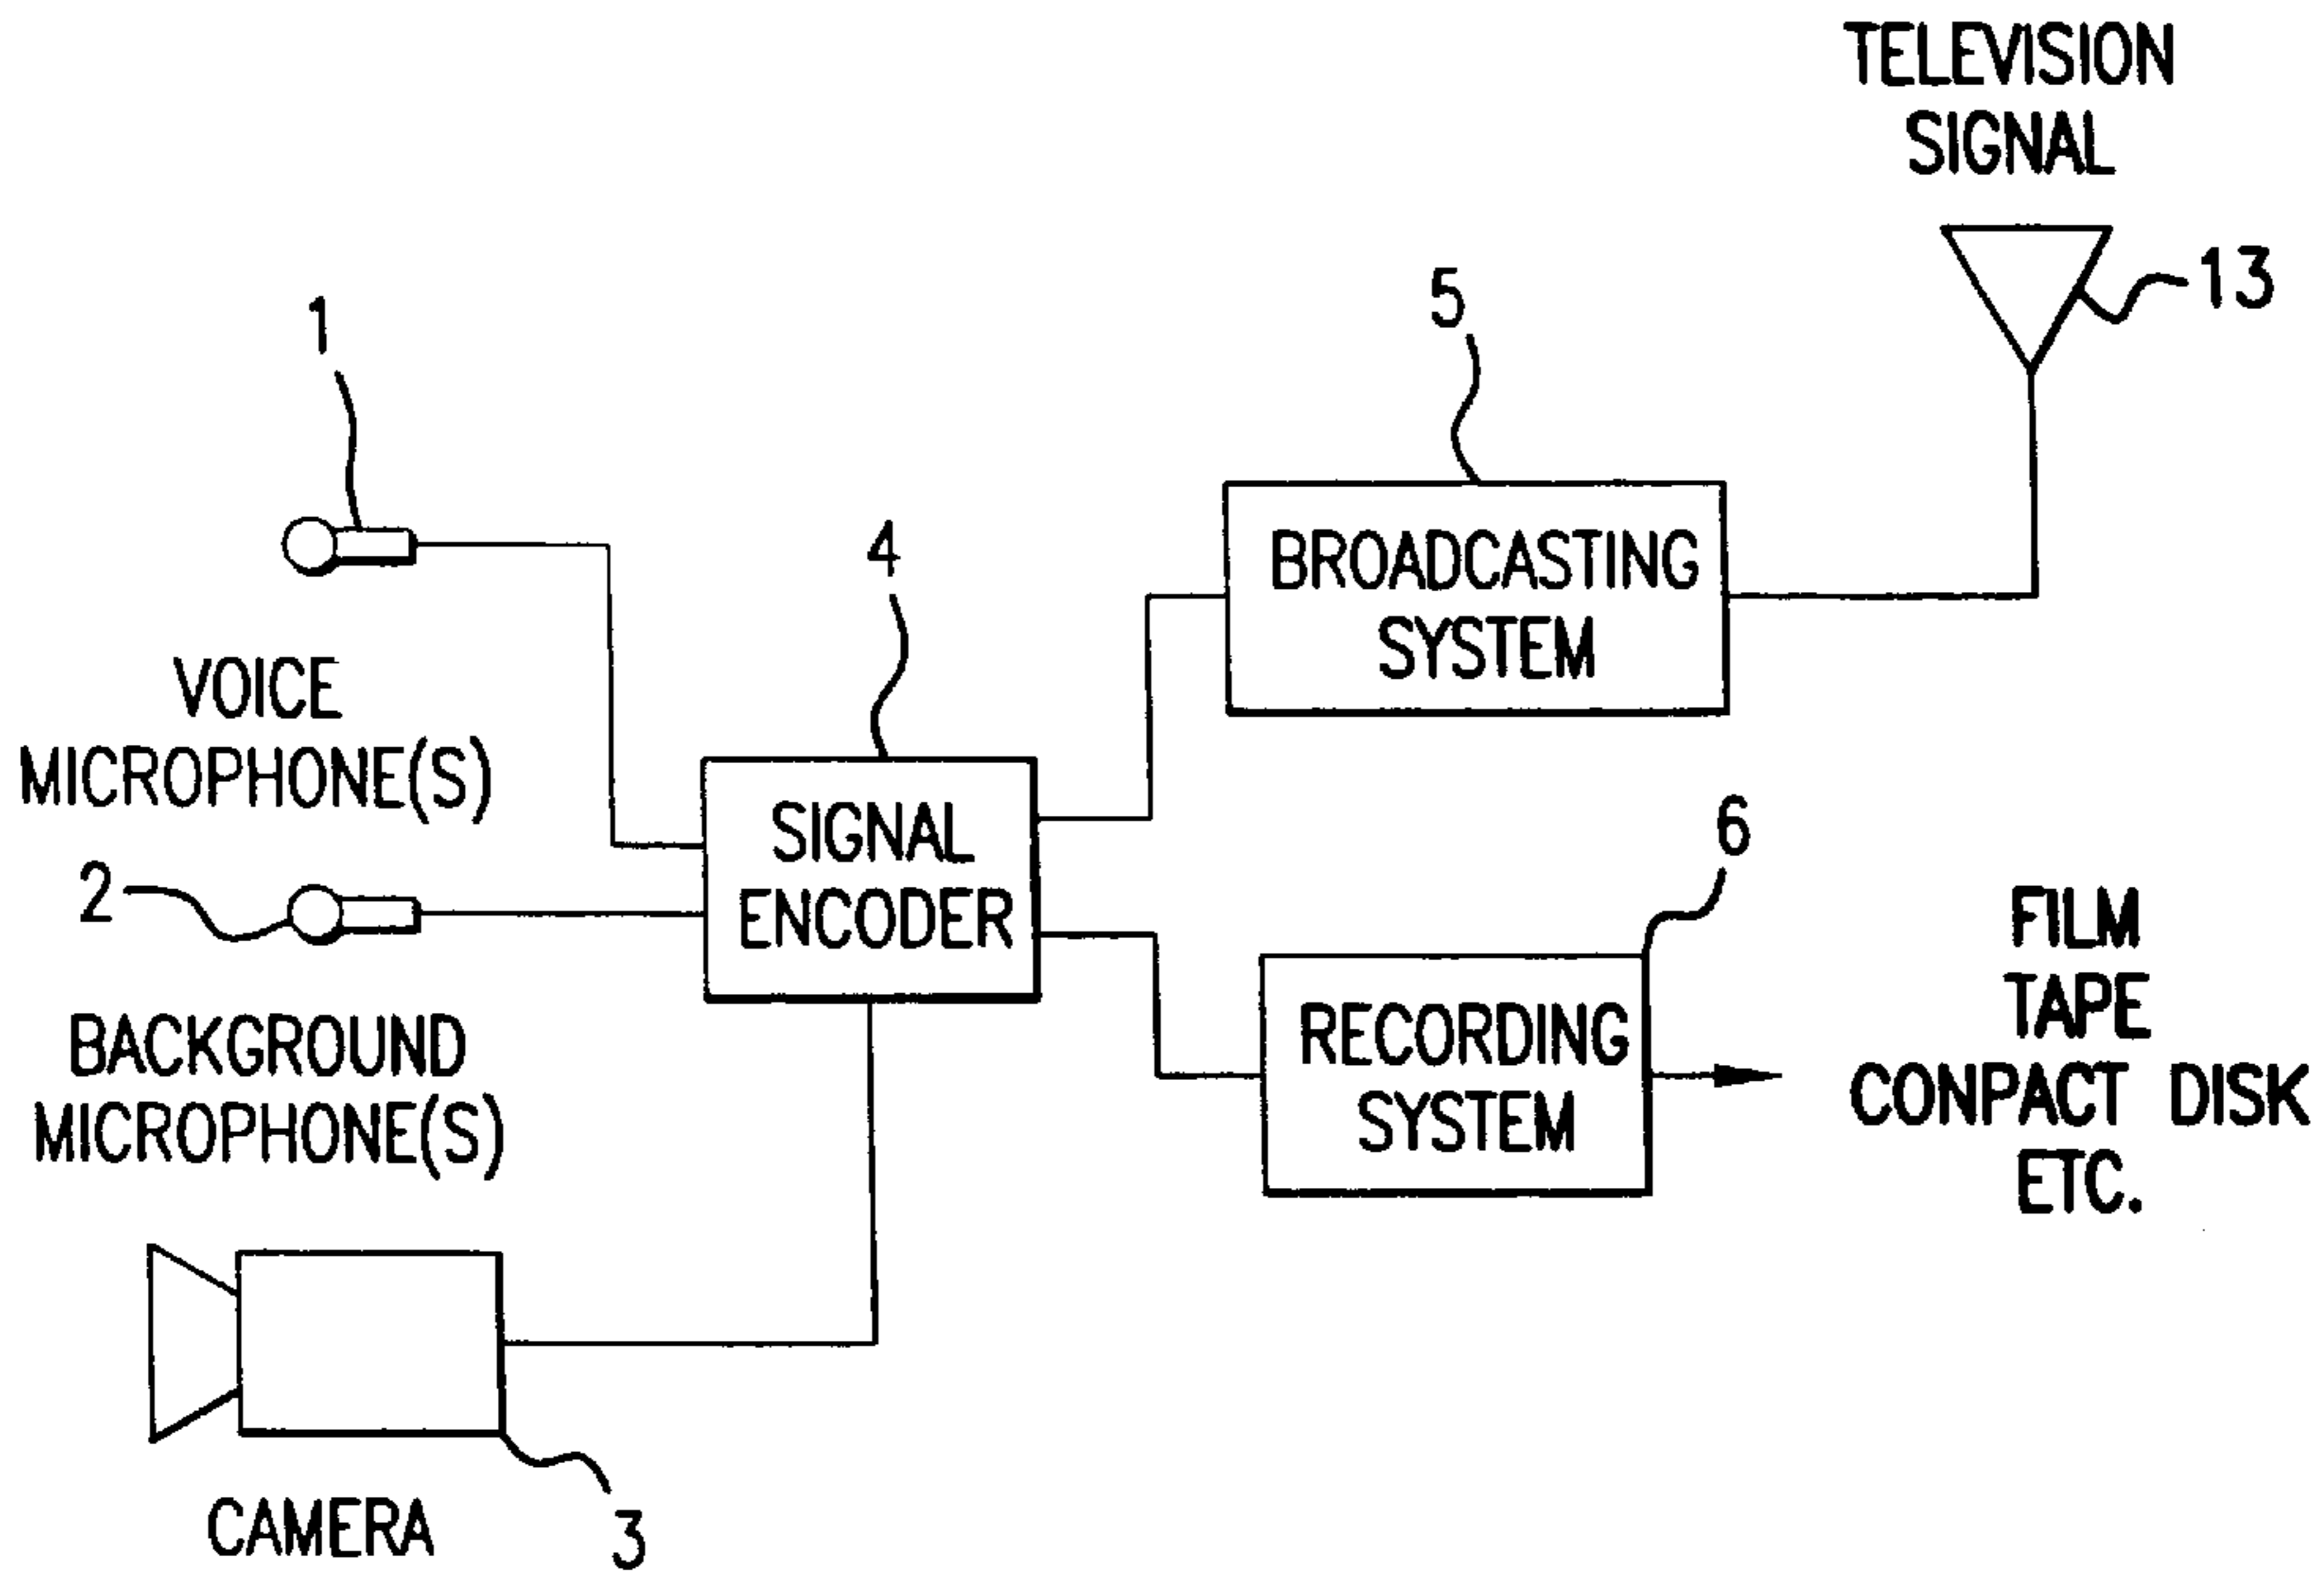 TELEVISION
SIGNAL
13
5
1
BROADCASTING
SYSTEM
4
VOICE
MICROPHONE(S)
SIGNAL
ENCODER
6
2
FILM
TAPE
CONPACT DISK
ETC.
RECORDING
SYSTEM
BACKGROUND
MICROPHONE(S)
CAMERA
3